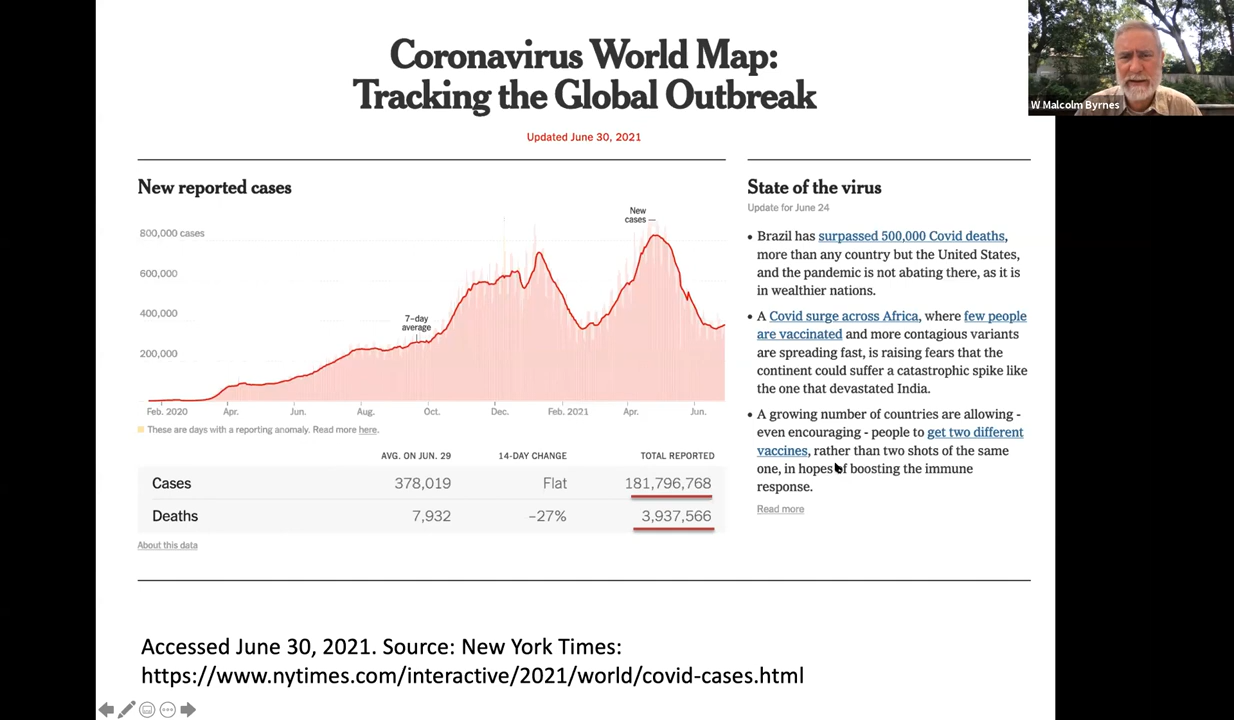 Coronavirus World Map:
Tracking the Global Outbreak
W Malcolm Byrnes
Updated June 30, 2021
New reported cases
800,000 cases
600,000
400,000
200,000
New
cases
7–day
average
Feb. 2020
Apr.
Jun.
Aug.
Oct.
Dec.
Feb. 2021
Apr.
Jun.
These are days with a reporting anomaly. Read more here.
AVG. ON JUN. 29
14-DAY CHANGE
TOTAL REPORTED
Cases
378,019
Flat
181,796,768
Deaths
7,932
–27%
3,937,566
About this data
State of the virus
Update for June 24
• Brazil has surpassed 500,000 Covid deaths,
more than any country but the United States,
and the pandemic is not abating there, as it is
in wealthier nations.
• A Covid surge across Africa, where few people
are vaccinated and more contagious variants
are spreading fast, is raising fears that the
continent could suffer a catastrophic spike like
the one that devastated India.
• A growing number of countries are allowing -
even encouraging - people to get two different
vaccines, rather than two shots of the same
one, in hopes of boosting the immune
response.
Read more
Accessed June 30, 2021. Source: New York Times:
https://www.nytimes.com/interactive/2021/world/covid-cases.html